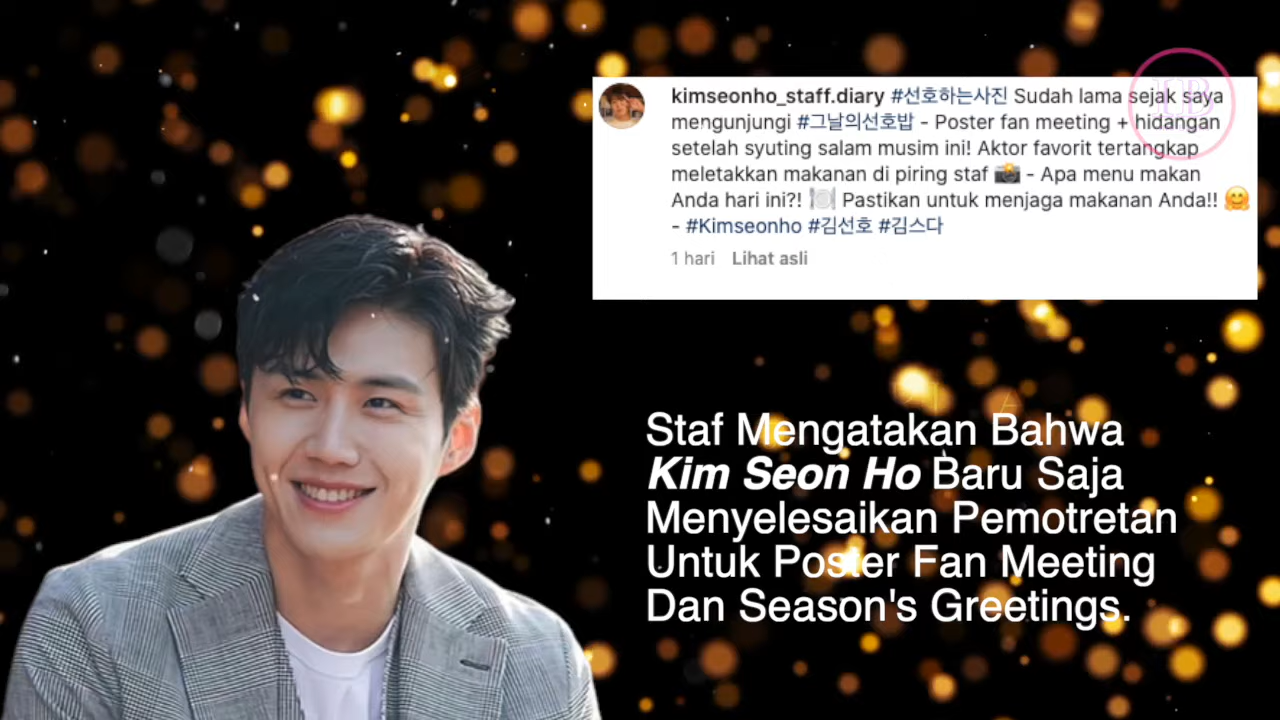 kimseonho_staff.diary #선호하는사진 Sudah lama sejak saya
mengunjungi #그날의선호밥 - Poster fan meeting + hidangan
setelah syuting salam musim ini! Aktor favorit tertangkap
meletakkan makanan di piring staf 📸 - Apa menu makan
Anda hari ini?! 🍽️ Pastikan untuk menjaga makanan Anda!! 🤗
- #Kimseonho #김선호 #김스다
1 hari Lihat asli
Staf Mengatakan Bahwa
Kim Seon Ho Baru Saja
Menyelesaikan Pemotretan
Untuk Poster Fan Meeting
Dan Season's Greetings.